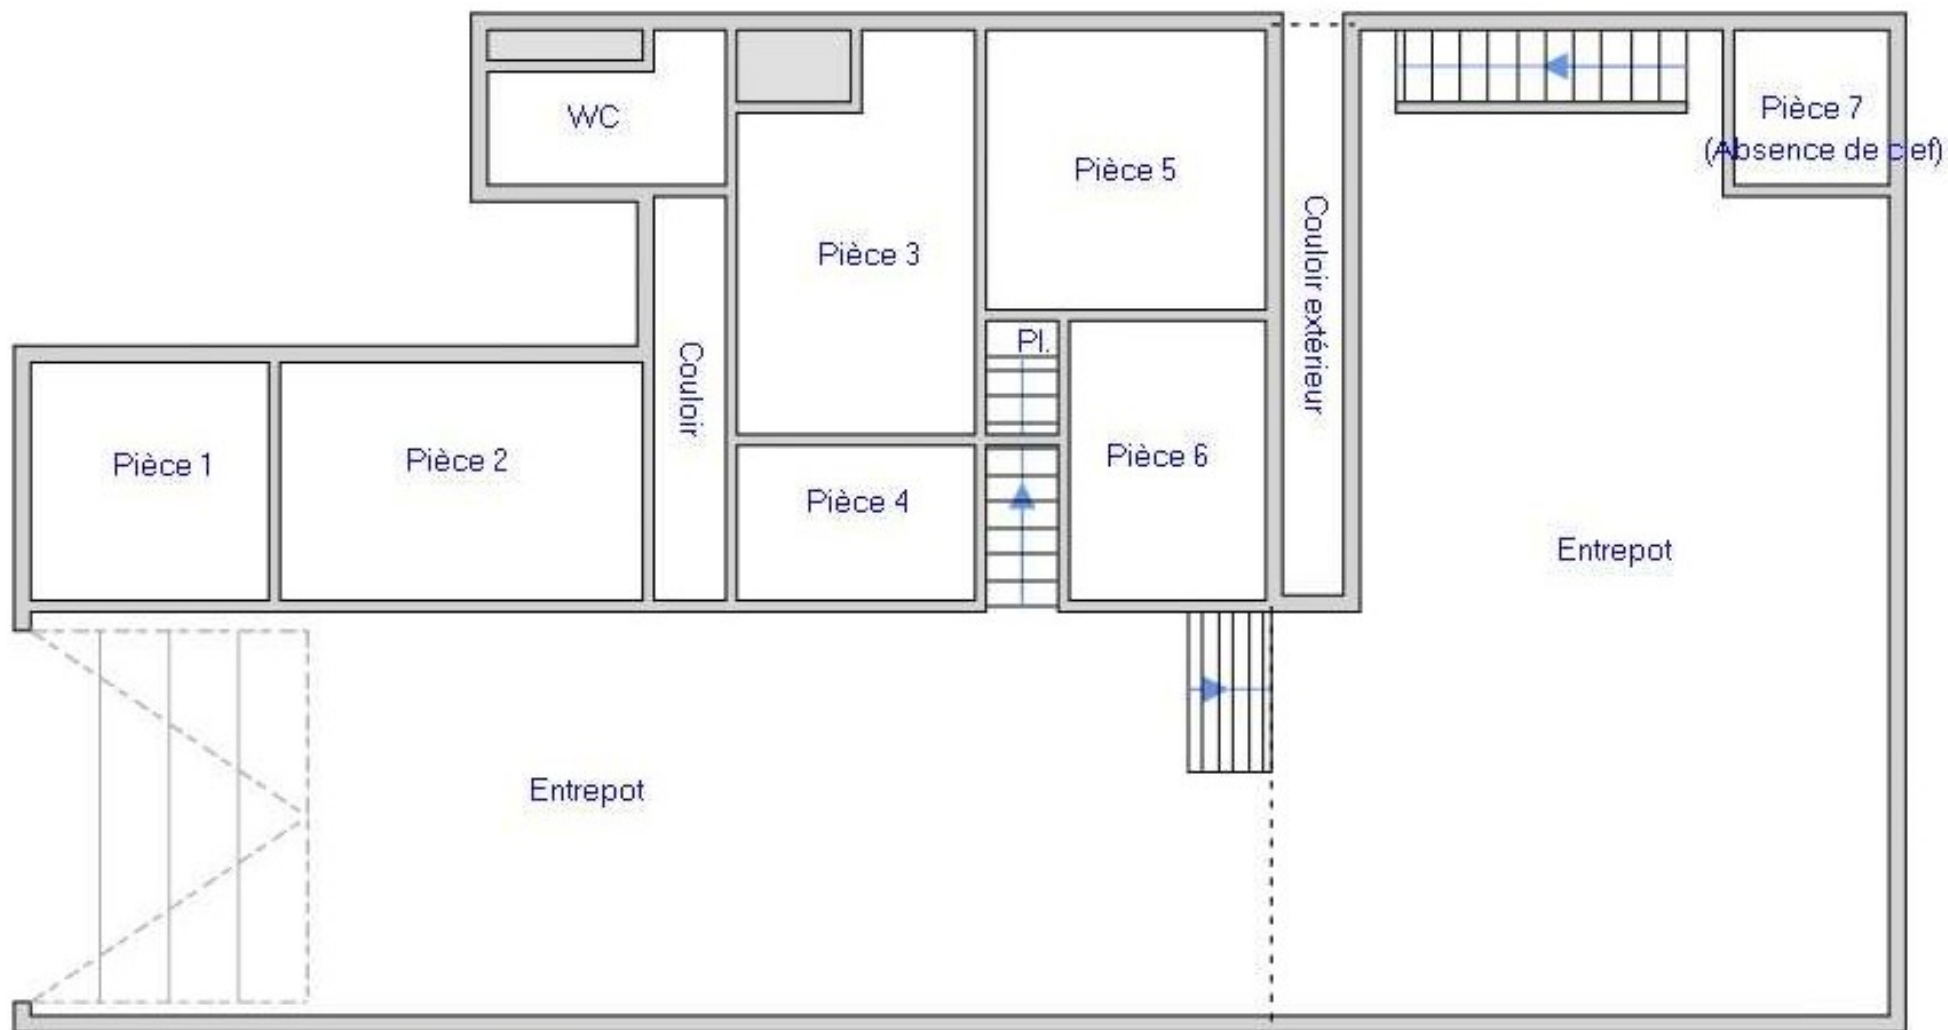 WC
Pièce 7
(Absence de clef)
Pièce 5
Pièce 3
Couloir extérieur
Pl.
Couloir
Pièce 1
Pièce 2
Pièce 6
Pièce 4
Entrepot
Entrepot